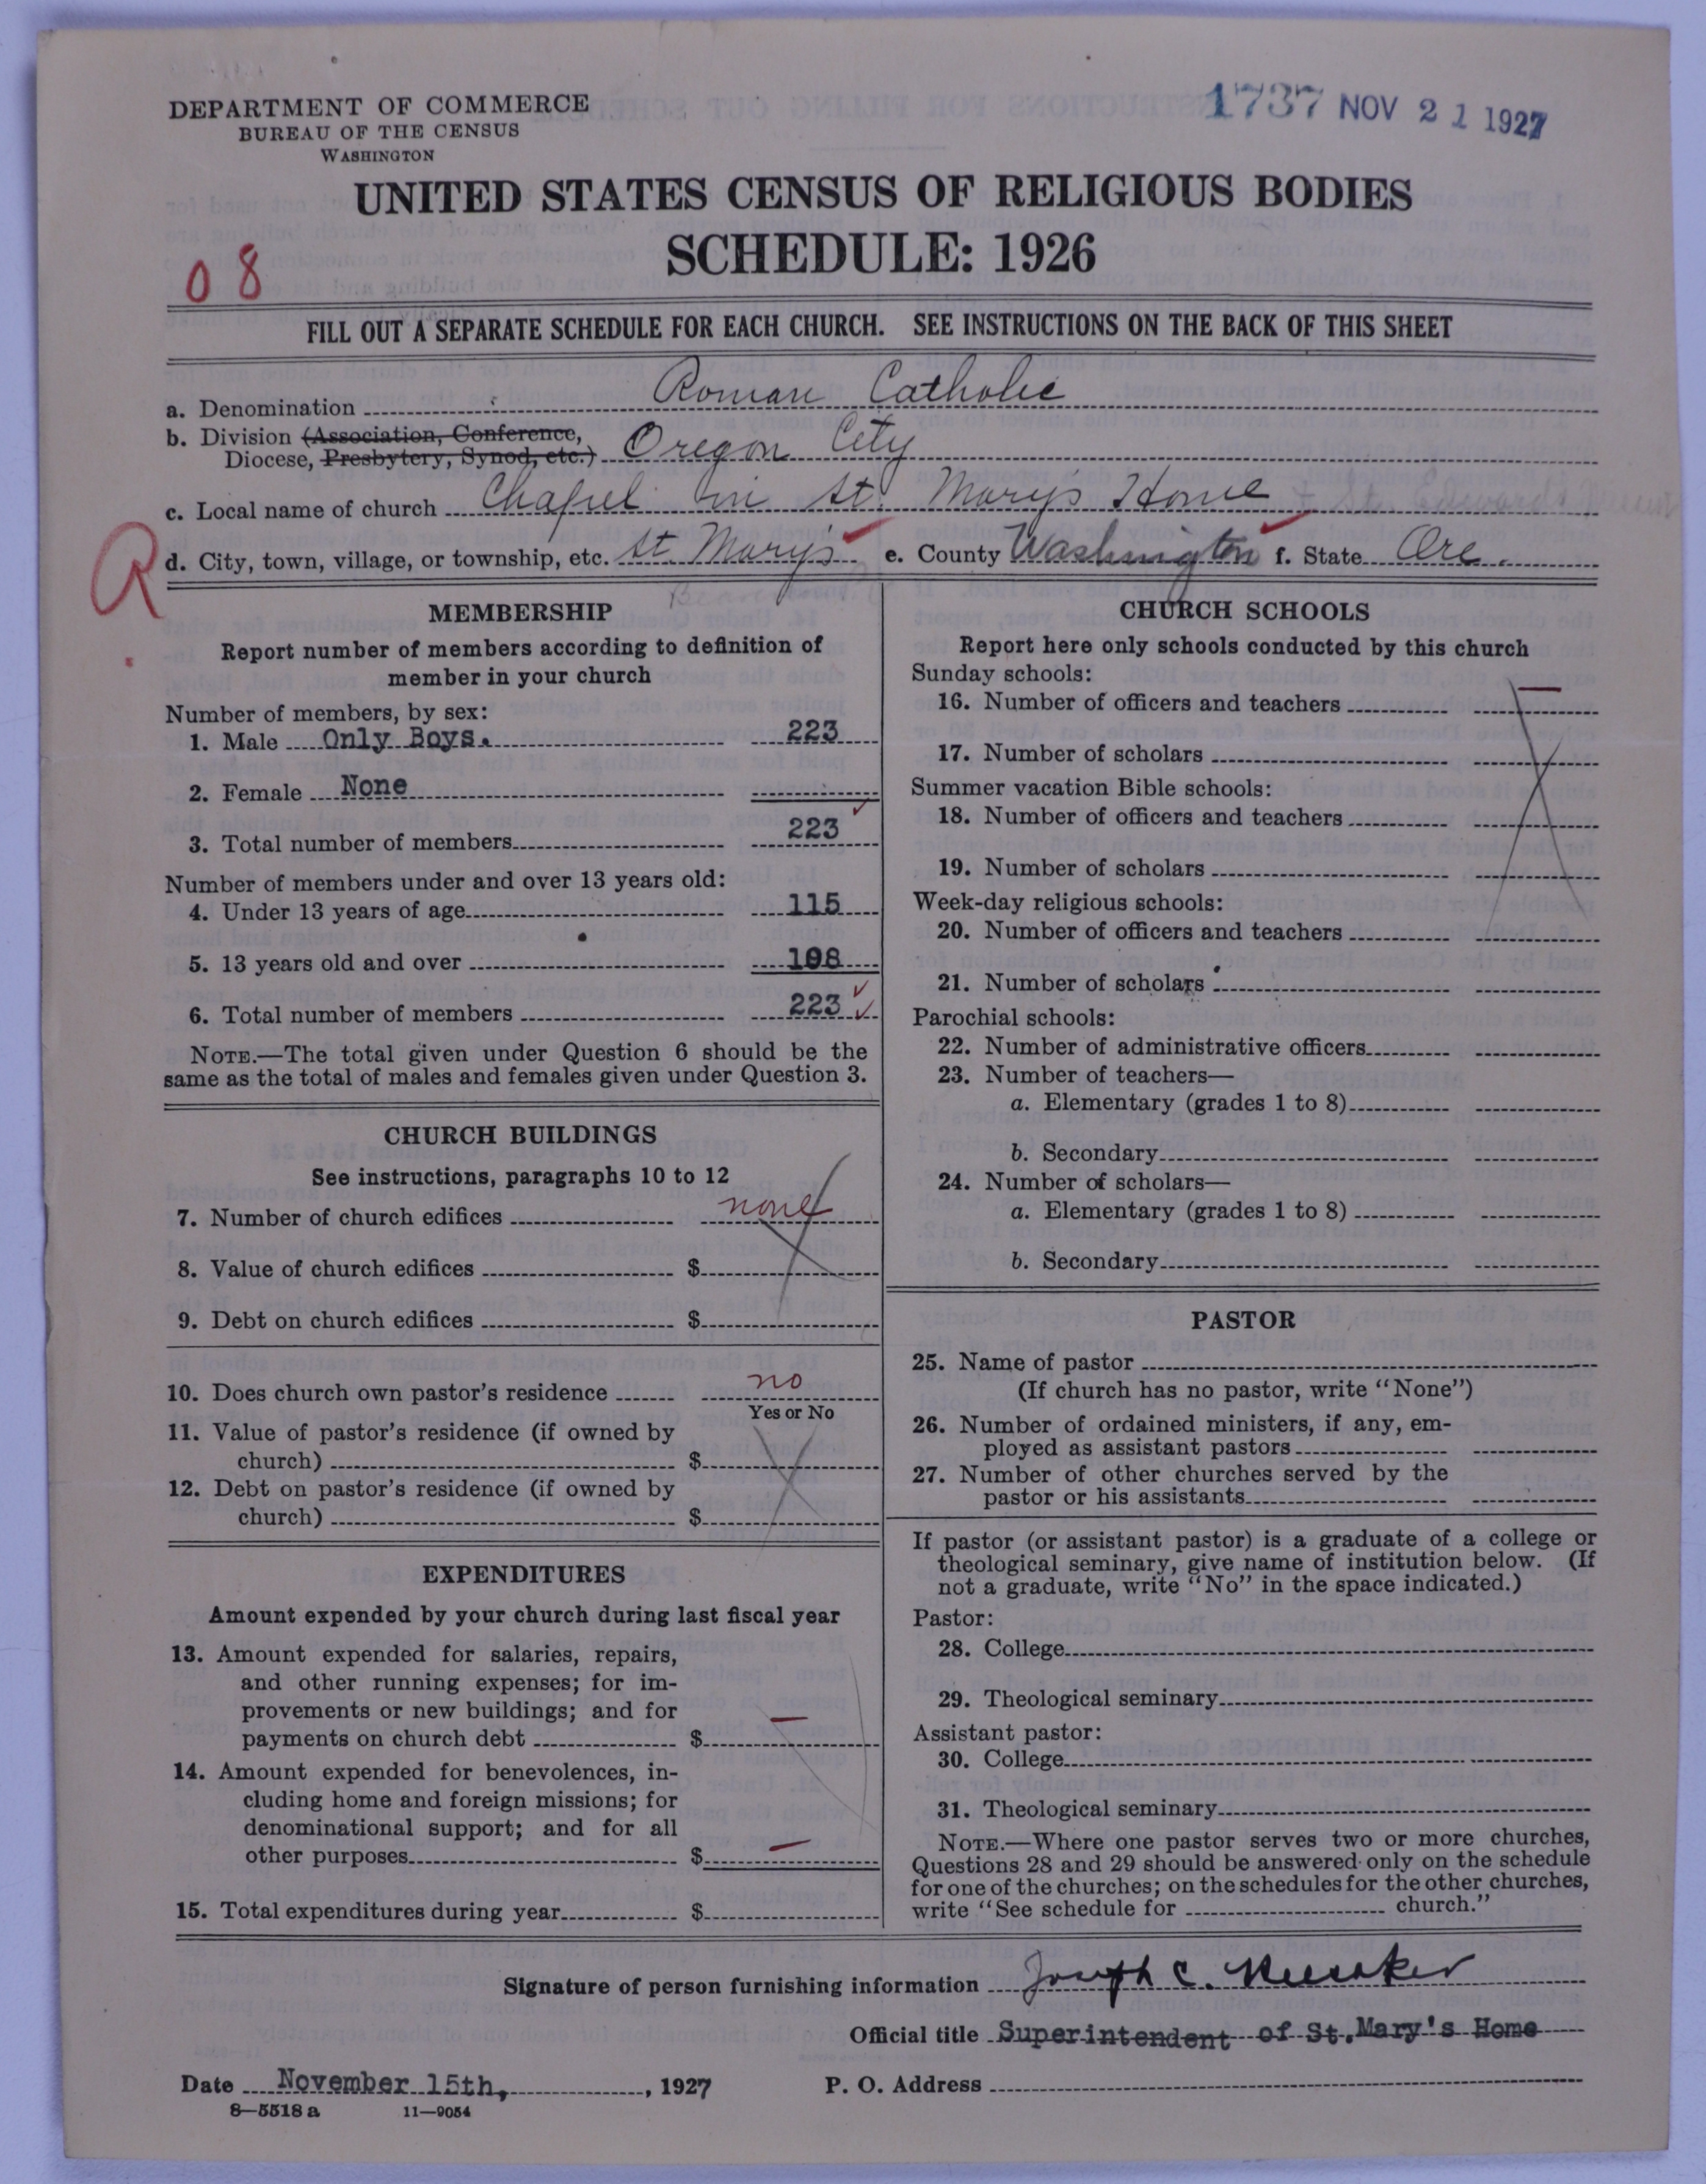 DEPARTMENT OF COMMERCE
BUREAU OF THE CENSUS
WASHINGTON
1737 NOV 21 1927
UNITED STATES CENSUS OF RELIGIOUS BODIES
SCHEDULE: 1926
08
FILL OUT A SEPARATE SCHEDULE FOR EACH CHURCH. SEE INSTRUCTIONS ON THE BACK OF THIS SHEET
a. Denomination Roman Catholic
b. Division (Association, Conference,
Diocese, Presbytery, Synod, etc.) Oregon City
c. Local name of church Chapel in St. Mary's Home St. Edwards
R
d. City, town, village, or township, etc. St Mary's e. County Washington f. State Ore.
MEMBERSHIP
Report number of members according to definition of
member in your church
Number of members, by sex:
1. Male Only Boys. 223
2. Female None
3. Total number of members 223
Number of members under and over 13 years old:
4. Under 13 years of age 115
5. 13 years old and over 108
6. Total number of members 223
NOTE.—The total given under Question 6 should be the
same as the total of males and females given under Question 3.
CHURCH BUILDINGS
See instructions, paragraphs 10 to 12
7. Number of church edifices none
8. Value of church edifices $
9. Debt on church edifices $
10. Does church own pastor's residence no
Yes or No
11. Value of pastor's residence (if owned by
church) $
12. Debt on pastor's residence (if owned by
church) $
EXPENDITURES
Amount expended by your church during last fiscal year
13. Amount expended for salaries, repairs,
and other running expenses; for im-
provements or new buildings; and for
payments on church debt $ —
14. Amount expended for benevolences, in-
cluding home and foreign missions; for
denominational support; and for all
other purposes $ —
15. Total expenditures during year $
CHURCH SCHOOLS
Report here only schools conducted by this church
Sunday schools:
16. Number of officers and teachers —
17. Number of scholars
Summer vacation Bible schools:
18. Number of officers and teachers
19. Number of scholars
Week-day religious schools:
20. Number of officers and teachers
21. Number of scholars
Parochial schools:
22. Number of administrative officers
23. Number of teachers—
a. Elementary (grades 1 to 8)
b. Secondary
24. Number of scholars—
a. Elementary (grades 1 to 8)
b. Secondary
PASTOR
25. Name of pastor
(If church has no pastor, write "None")
26. Number of ordained ministers, if any, em-
ployed as assistant pastors
27. Number of other churches served by the
pastor or his assistants
If pastor (or assistant pastor) is a graduate of a college or
theological seminary, give name of institution below. (If
not a graduate, write "No" in the space indicated.)
Pastor:
28. College
29. Theological seminary
Assistant pastor:
30. College
31. Theological seminary
NOTE.—Where one pastor serves two or more churches,
Questions 28 and 29 should be answered only on the schedule
for one of the churches; on the schedules for the other churches,
write "See schedule for church."
Signature of person furnishing information Joseph C.
Official title Superintendent of St. Mary's Home
Date November 15th, , 1927 P. O. Address
8—5518 a 11—9054